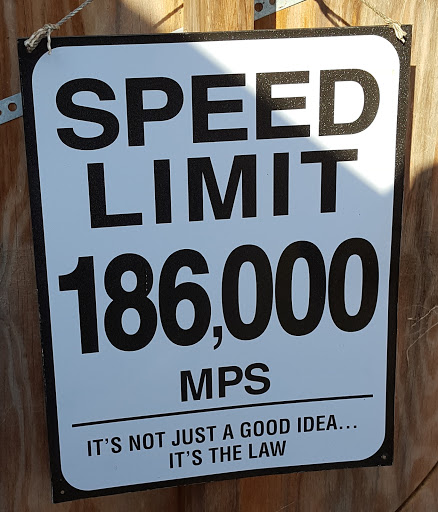 SPEED
LIMIT
186,000
MPS
IT'S NOT JUST A GOOD IDEA...
IT'S THE LAW